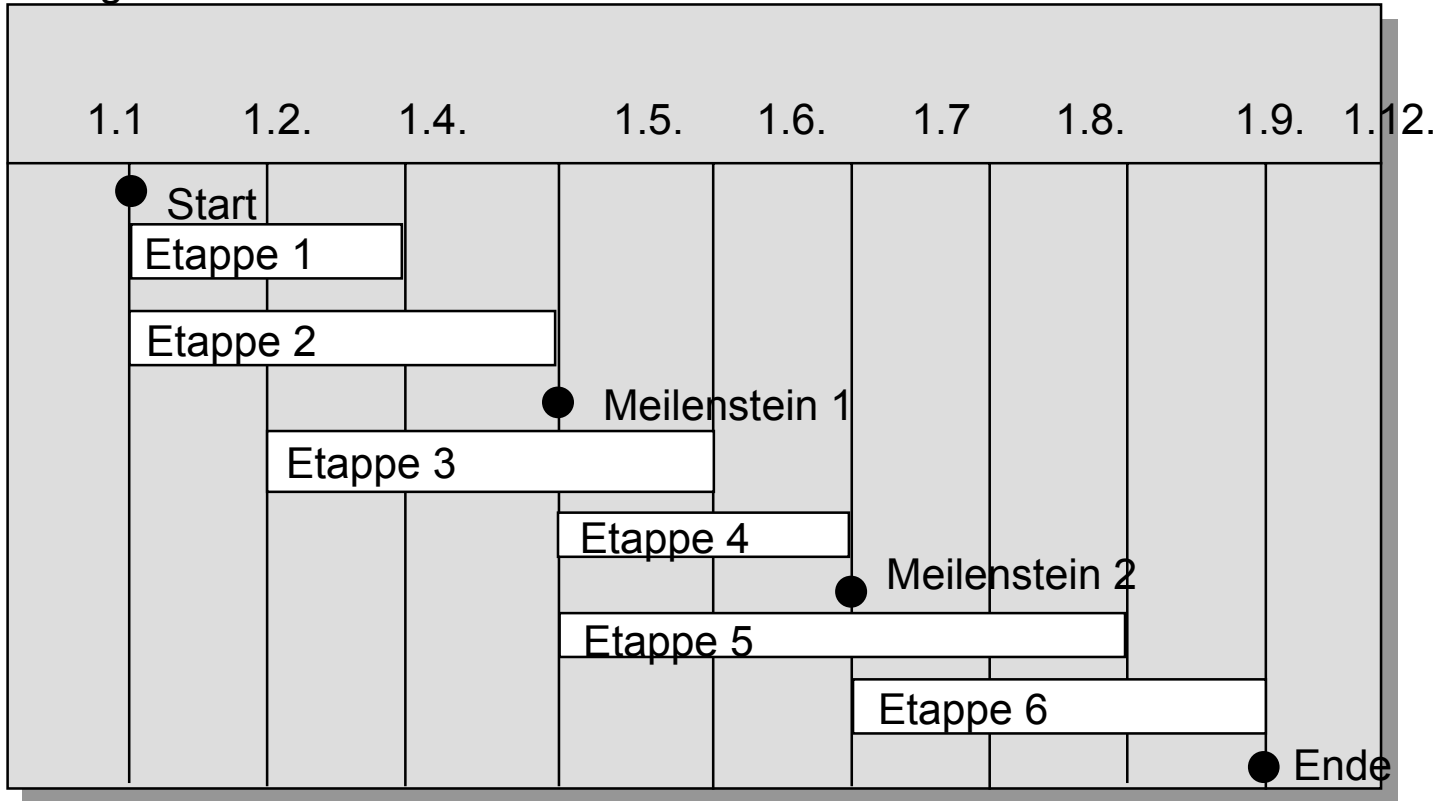 1.1 1.2. 1.4. 1.5. 1.6. 1.7 1.8. 1.9. 1.12.
Start
Etappe 1
Etappe 2
Meilenstein 1
Etappe 3
Etappe 4
Meilenstein 2
Etappe 5
Etappe 6
Ende